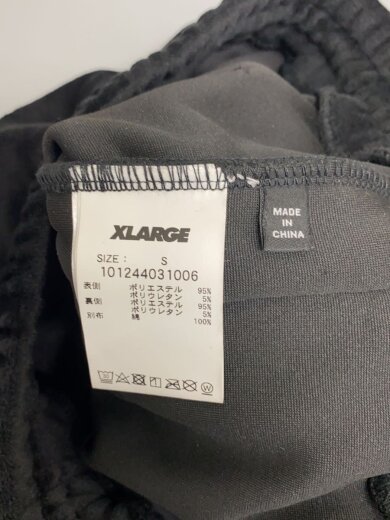 XLARGE
SIZE: S
101244031006
表側 ポリエステル 95%
ポリウレタン 5%
裏側 ポリエステル 95%
ポリウレタン 5%
別布 綿 100%
MADE
IN
CHINA